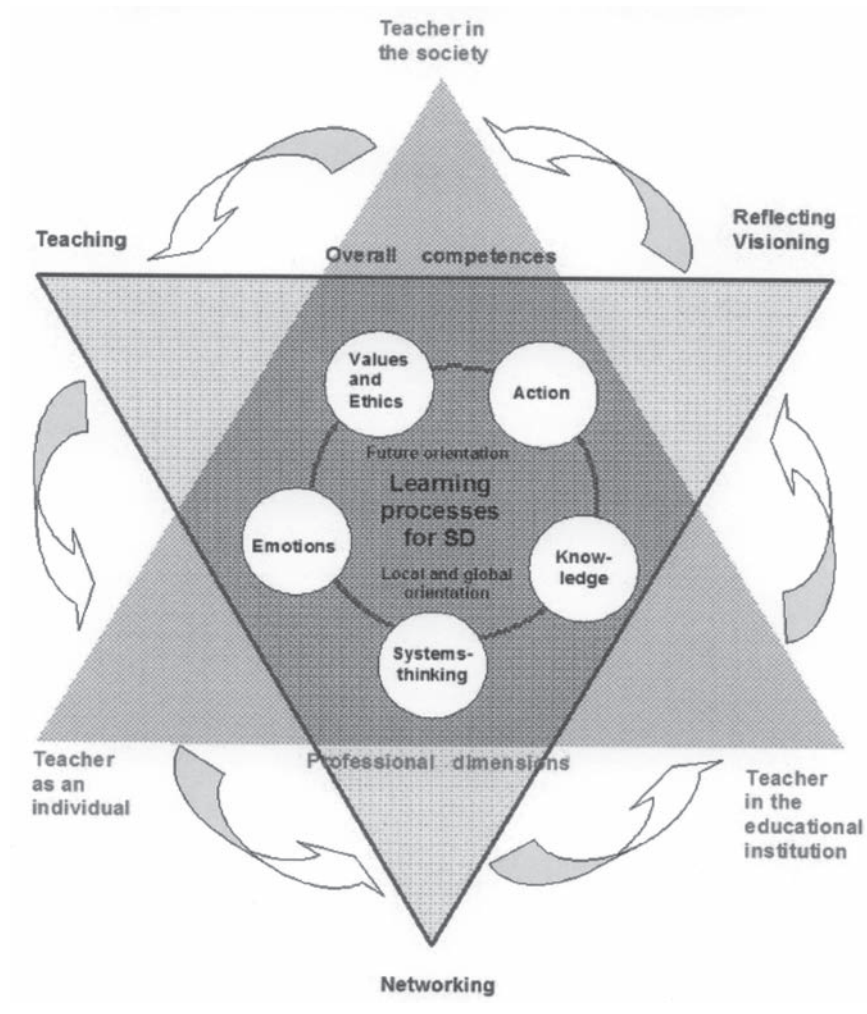 Teacher in
the society
Teaching
Reflecting
Visioning
Overall competences
Values
and
Ethics
Action
Future orientation
Learning
processes
for SD
Emotions
Know-
ledge
Local and global
orientation
Systems-
thinking
Teacher
as an
individual
Professional dimensions
Teacher
in the
educational
institution
Networking